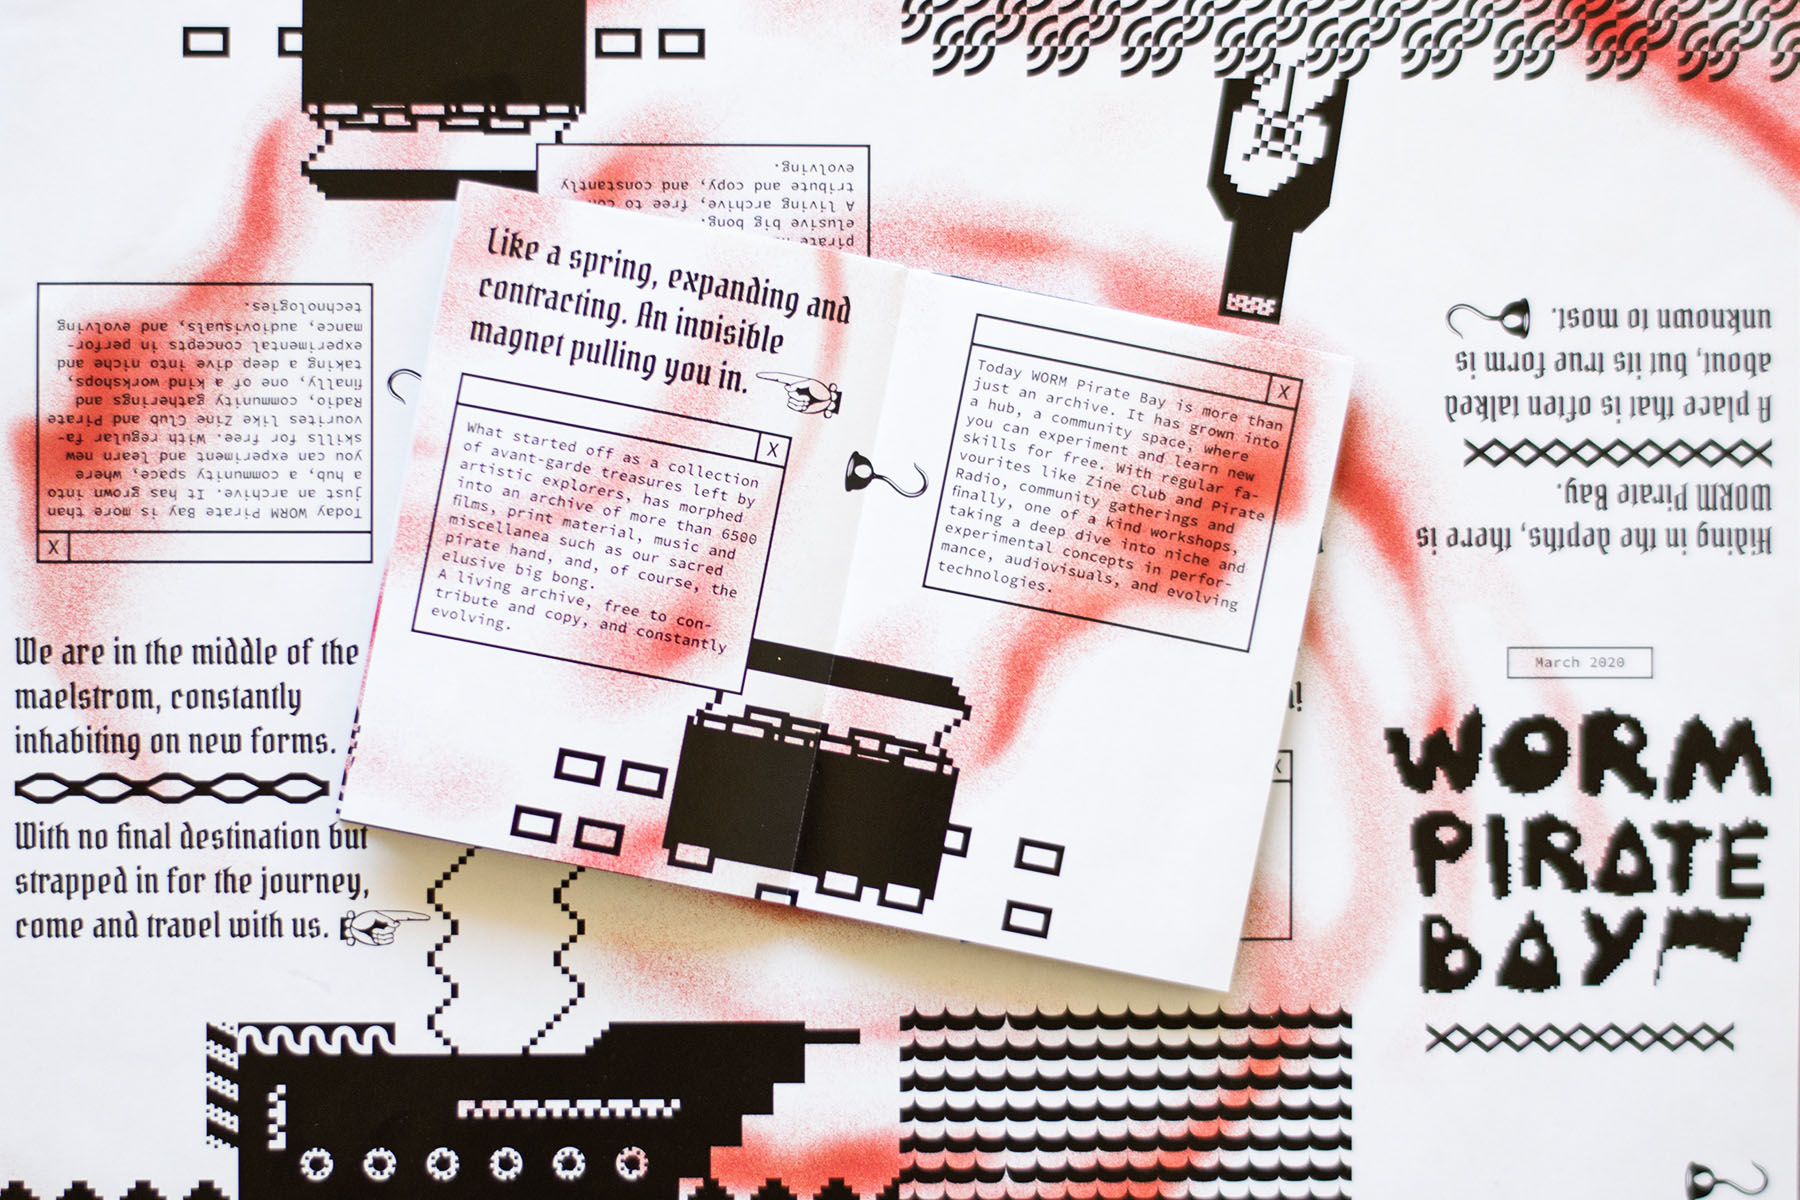 Like a spring, expanding and
contracting. An invisible
magnet pulling you in.
X
What started off as a collection
of avant-garde treasures left by
artistic explorers, has morphed
into an archive of more than 6500
films, print material, music and
miscellanea such as our sacred
pirate hand, and, of course, the
elusive big bong.
A living archive, free to con-
tribute and copy, and constantly
evolving.
X
Today WORM Pirate Bay is more than
just an archive. It has grown into
a hub, a community space, where
you can experiment and learn new
skills for free. With regular fa-
vourites like Zine Club and Pirate
Radio, community gatherings and
finally, one of a kind workshops,
taking a deep dive into niche and
experimental concepts in perfor-
mance, audiovisuals, and evolving
technologies.
elusive big bong.
A living archive, free to
tribute and copy, and constantly
evolving.
X
Today WORM Pirate Bay is more than
just an archive. It has grown into
a hub, a community space, where
you can experiment and learn new
skills for free. With regular fa-
vourites like Zine Club and Pirate
Radio, community gatherings and
finally, one of a kind workshops,
taking a deep dive into niche and
experimental concepts in perfor-
mance, audiovisuals, and evolving
technologies.
We are in the middle of the
maelstrom, constantly
inhabiting on new forms.
With no final destination but
strapped in for the journey,
come and travel with us.
Hiding in the depths, there is
WORM Pirate Bay.
A place that is often talked
about, but its true form is
unknown to most.
March 2020
WORM
PIRATE
BAY
X